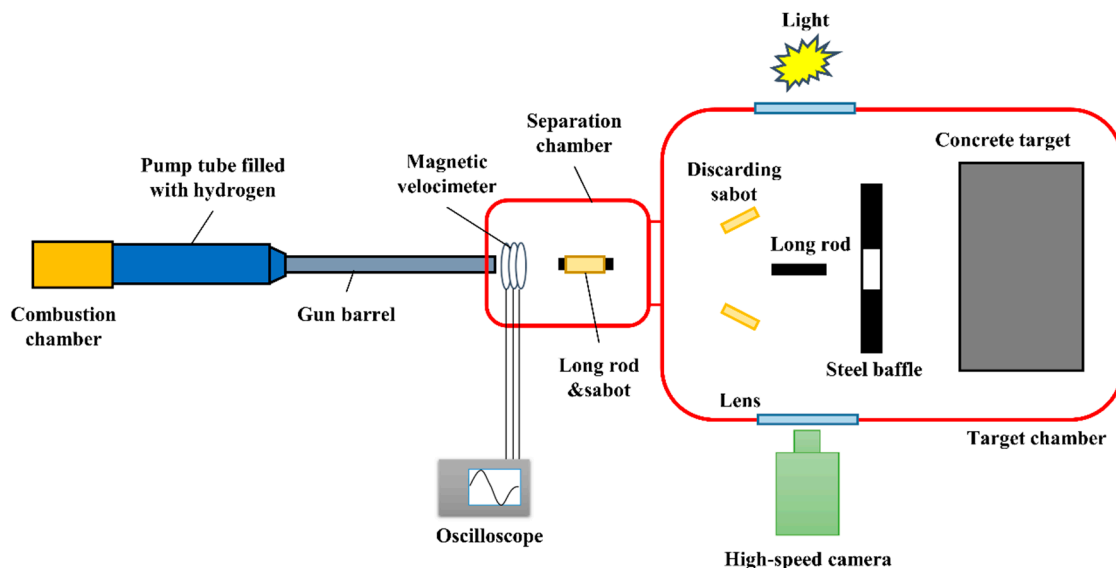 Light
Separation
chamber
Concrete target
Magnetic
velocimeter
Pump tube filled
with hydrogen
Discarding
sabot
Long rod
Combustion
chamber
Gun barrel
Long rod
&sabot
Steel baffle
Lens
Target chamber
Oscilloscope
High-speed camera